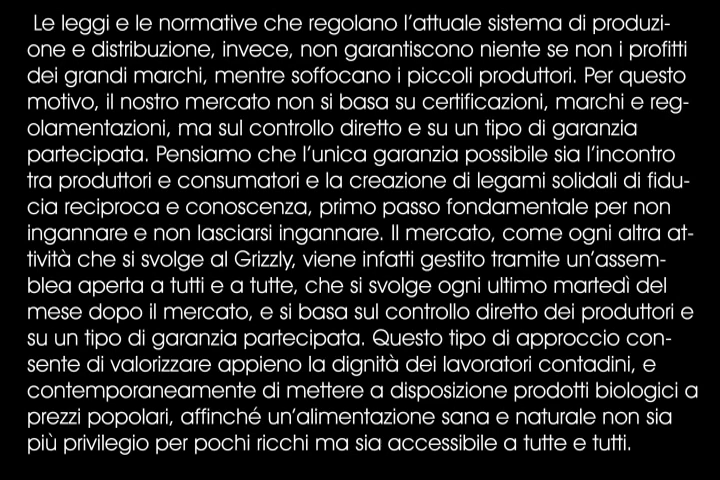 Le leggi e le normative che regolano l'attuale sistema di produzi-
one e distribuzione, invece, non garantiscono niente se non i profitti
dei grandi marchi, mentre soffocano i piccoli produttori. Per questo
motivo, il nostro mercato non si basa su certificazioni, marchi e reg-
olamentazioni, ma sul controllo diretto e su un tipo di garanzia
partecipata. Pensiamo che l'unica garanzia possibile sia l'incontro
tra produttori e consumatori e la creazione di legami solidali di fidu-
cia reciproca e conoscenza, primo passo fondamentale per non
ingannare e non lasciarsi ingannare. Il mercato, come ogni altra at-
tività che si svolge al Grizzly, viene infatti gestito tramite un'assem-
blea aperta a tutti e a tutte, che si svolge ogni ultimo martedì del
mese dopo il mercato, e si basa sul controllo diretto dei produttori e
su un tipo di garanzia partecipata. Questo tipo di approccio con-
sente di valorizzare appieno la dignità dei lavoratori contadini, e
contemporaneamente di mettere a disposizione prodotti biologici a
prezzi popolari, affinché un'alimentazione sana e naturale non sia
più privilegio per pochi ricchi ma sia accessibile a tutte e tutti.